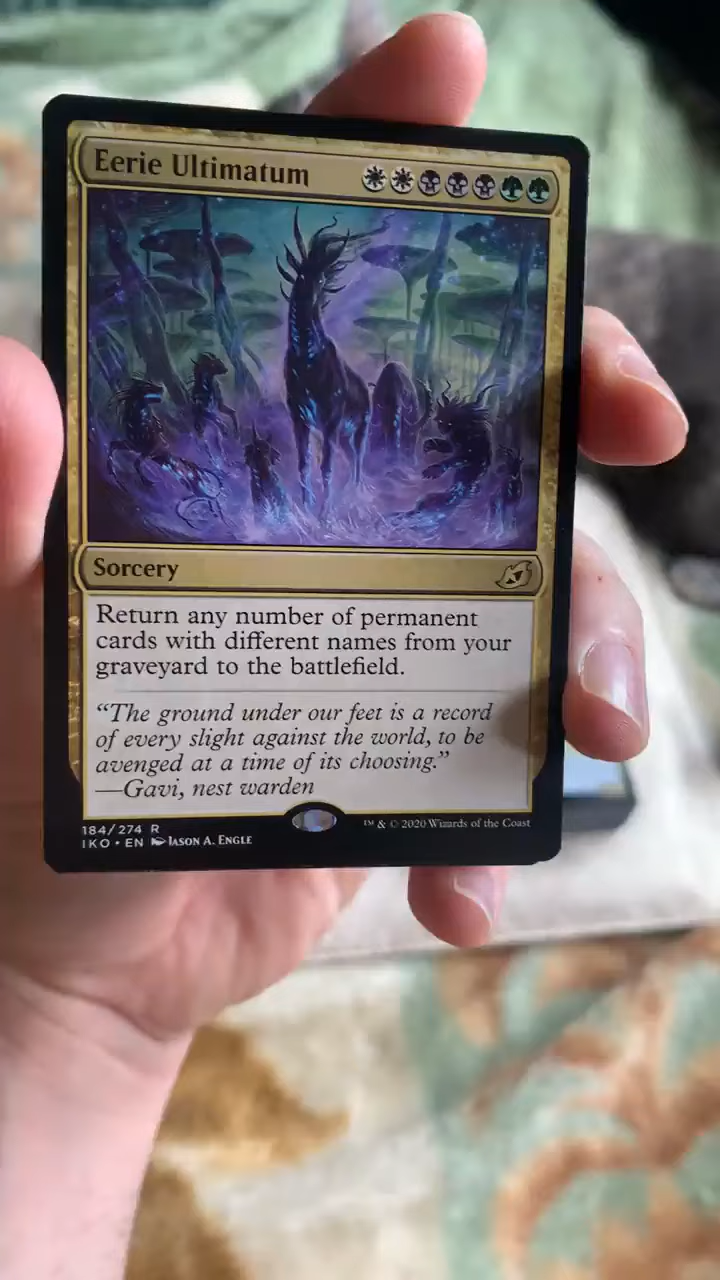 Eerie Ultimatum
Sorcery
Return any number of permanent
cards with different names from your
graveyard to the battlefield.
“The ground under our feet is a record
of every slight against the world, to be
avenged at a time of its choosing.”
—Gavi, nest warden
184/274 R
IKO • EN Jason A. Engle
™ & © 2020 Wizards of the Coast